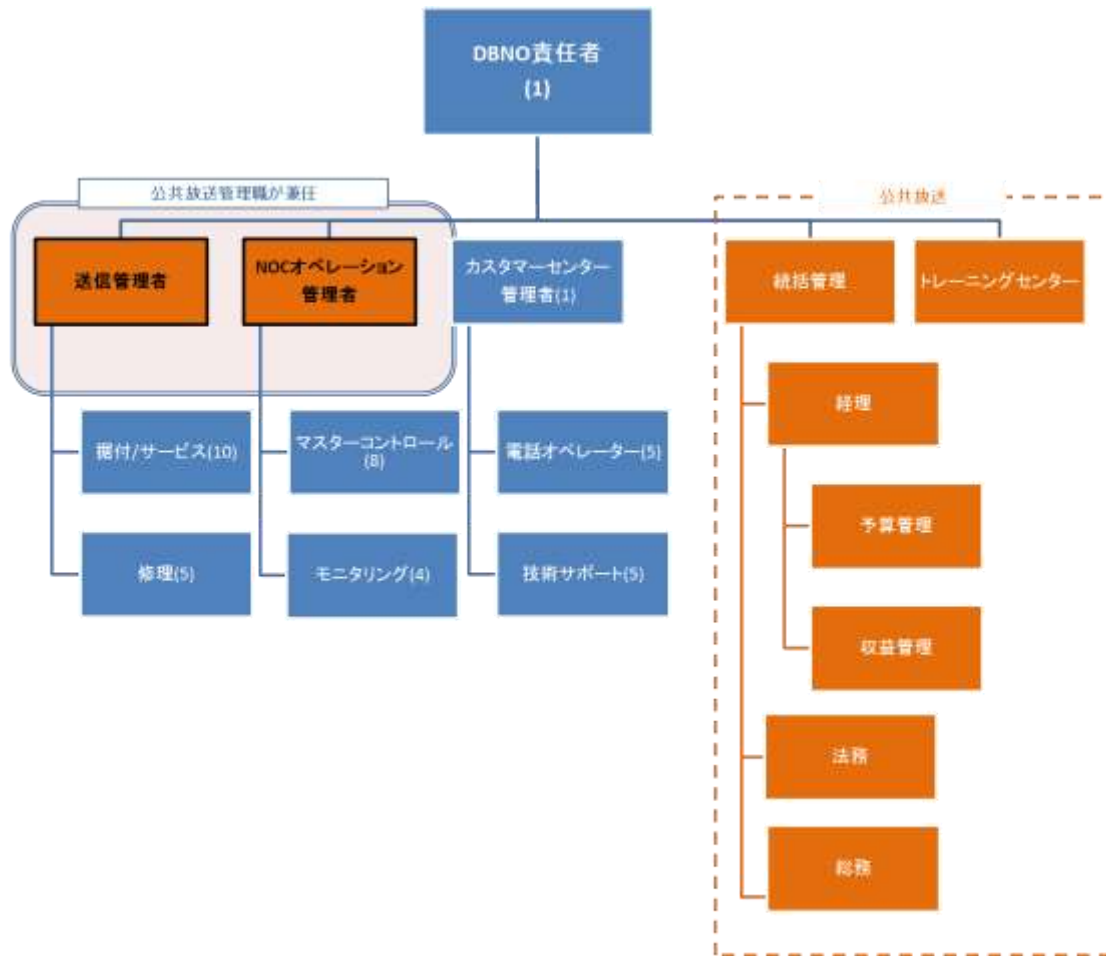 DBNO責任者
(1)
公共放送管理職が兼任
公共放送
送信管理者
NOCオペレーション
管理者
カスタマーセンター
管理者(1)
統括管理
トレーニングセンター
経理
据付/サービス(10)
マスターコントロール
(8)
電話オペレーター(5)
予算管理
修理(5)
モニタリング(4)
技術サポート(5)
収益管理
法務
総務